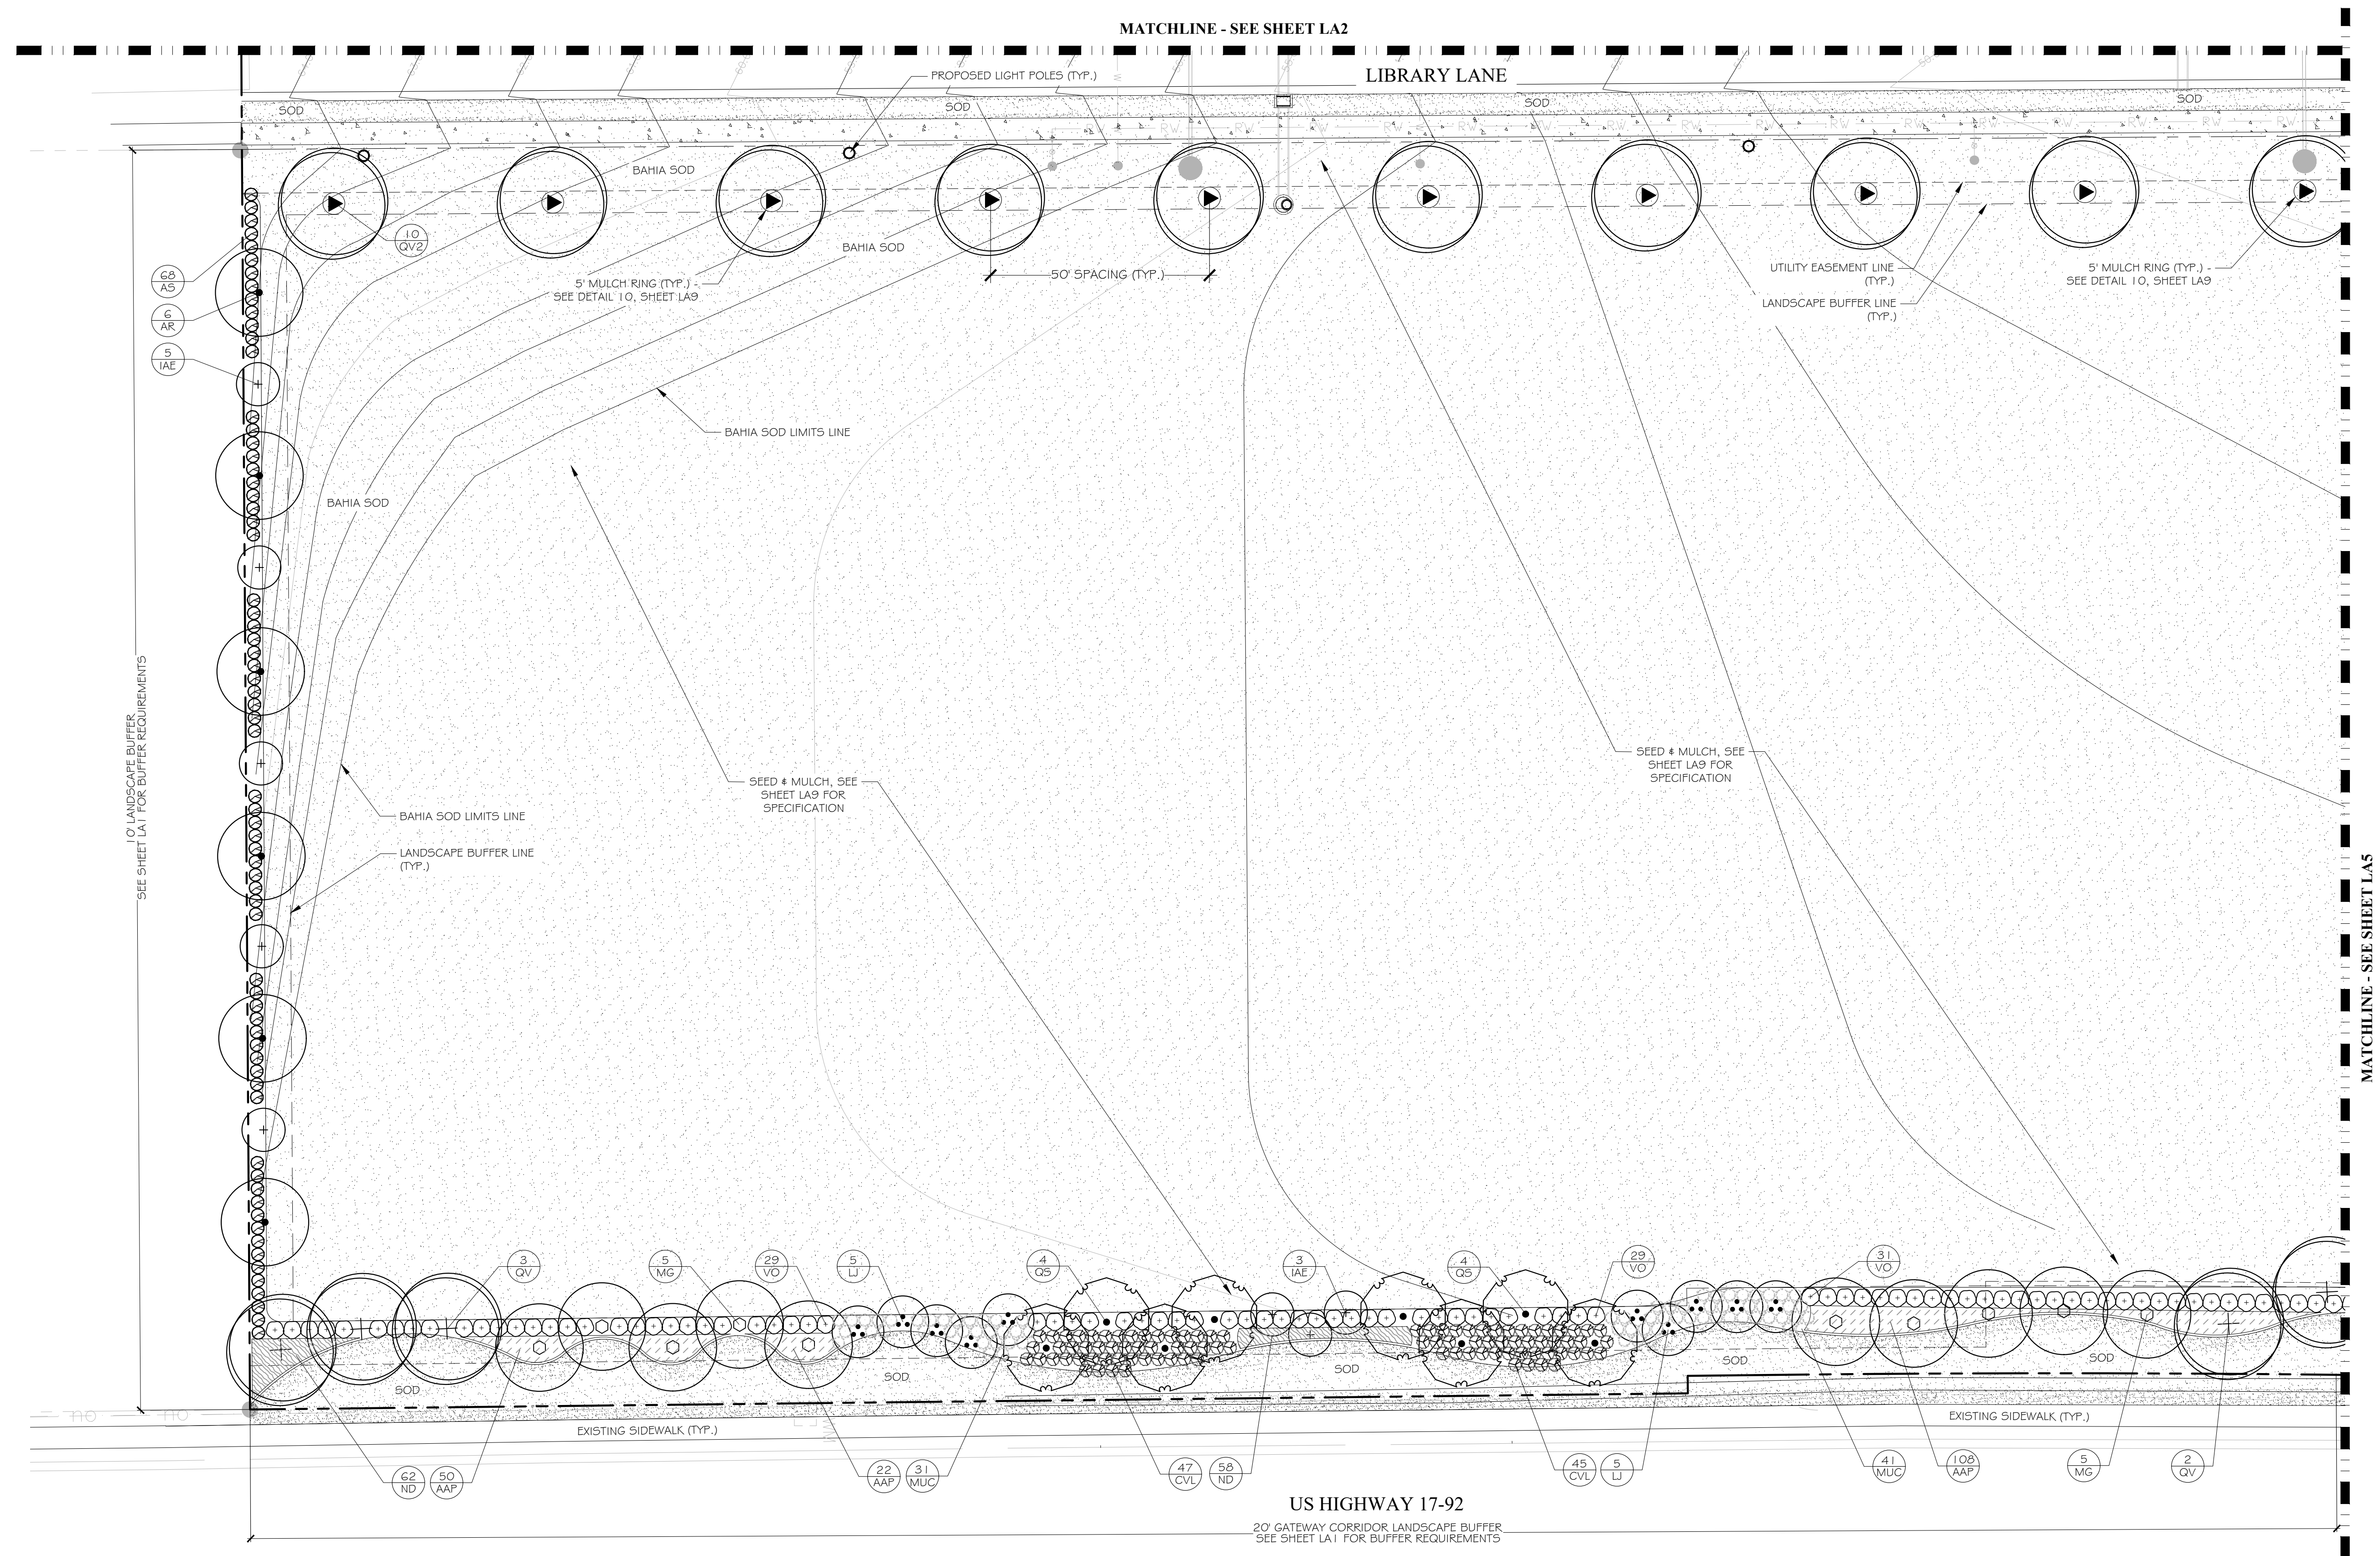 MATCHLINE - SEE SHEET LA2
LIBRARY LANE
PROPOSED LIGHT POLES (TYP.)
SOD
SOD
SOD
SOD
BAHIA SOD
10
QV2
BAHIA SOD
68
AS
6
AR
5
IAE
5' MULCH RING (TYP.) -
SEE DETAIL 10, SHEET LA9
50' SPACING (TYP.)
UTILITY EASEMENT LINE
(TYP.)
LANDSCAPE BUFFER LINE
(TYP.)
5' MULCH RING (TYP.) -
SEE DETAIL 10, SHEET LA9
BAHIA SOD LIMITS LINE
BAHIA SOD
10' LANDSCAPE BUFFER
SEE SHEET LA1 FOR BUFFER REQUIREMENTS
SEED & MULCH, SEE
SHEET LA9 FOR
SPECIFICATION
SEED & MULCH, SEE
SHEET LA9 FOR
SPECIFICATION
BAHIA SOD LIMITS LINE
LANDSCAPE BUFFER LINE
(TYP.)
MATCHLINE - SEE SHEET LA5
3
QV
5
MG
29
VO
5
LJ
4
QS
3
IAE
4
QS
29
VO
31
VO
SOD
SOD
SOD
SOD
SOD
EXISTING SIDEWALK (TYP.)
EXISTING SIDEWALK (TYP.)
62
ND
50
AAP
22
AAP
31
MUC
47
CVL
58
ND
45
CVL
5
LJ
41
MUC
108
AAP
5
MG
2
QV
US HIGHWAY 17-92
20' GATEWAY CORRIDOR LANDSCAPE BUFFER
SEE SHEET LA1 FOR BUFFER REQUIREMENTS